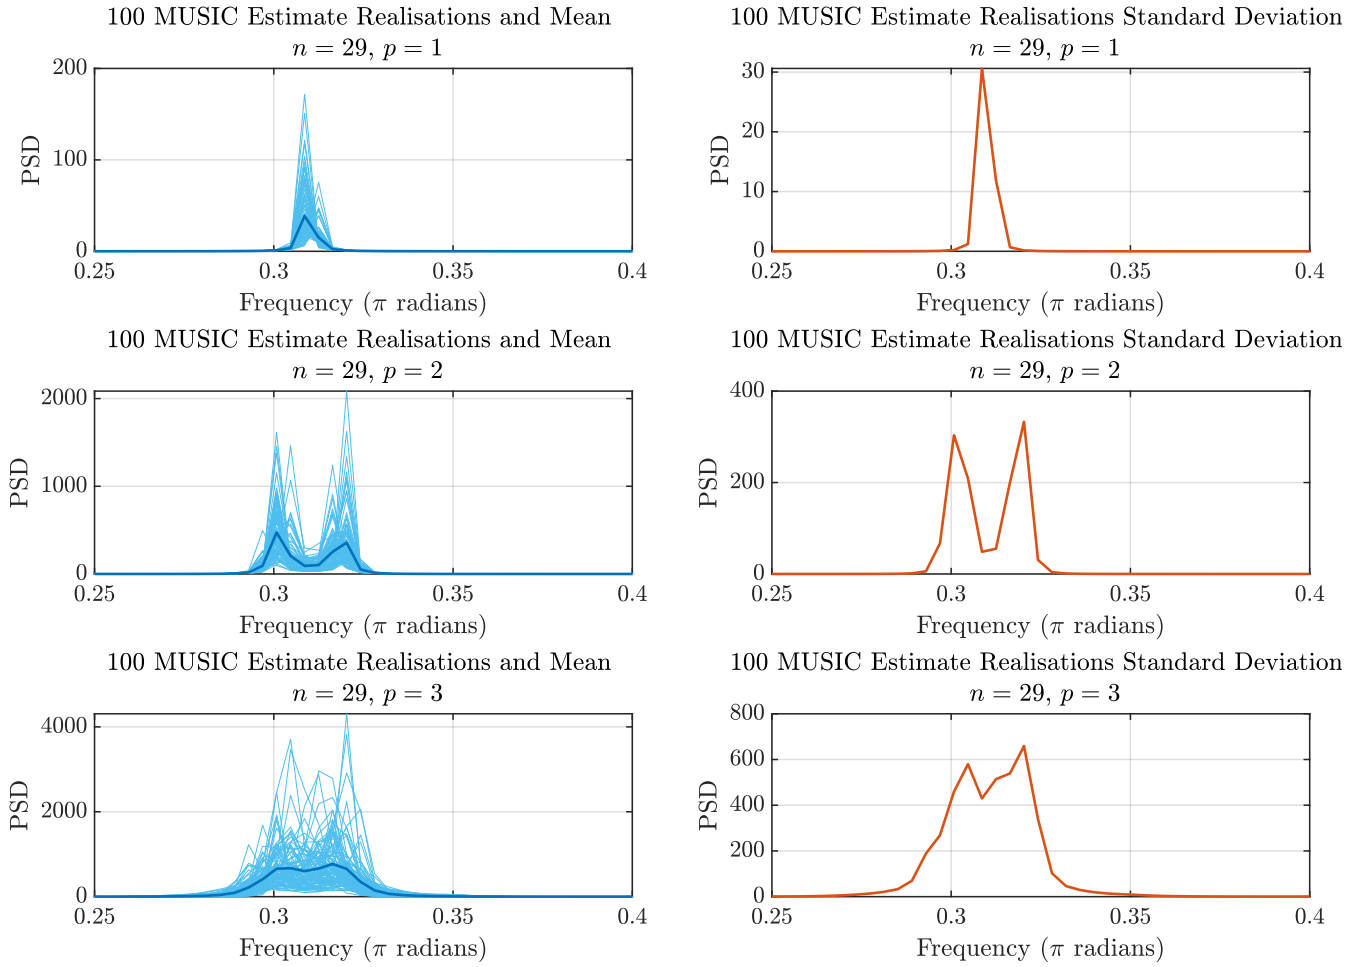 100 MUSIC Estimate Realisations and Mean
n = 29, p = 1
200
100
0
PSD
0.25 0.3 0.35 0.4
Frequency (π radians)
100 MUSIC Estimate Realisations Standard Deviation
n = 29, p = 1
30
20
10
0
PSD
0.25 0.3 0.35 0.4
Frequency (π radians)
100 MUSIC Estimate Realisations and Mean
n = 29, p = 2
2000
1000
0
PSD
0.25 0.3 0.35 0.4
Frequency (π radians)
100 MUSIC Estimate Realisations Standard Deviation
n = 29, p = 2
400
200
0
PSD
0.25 0.3 0.35 0.4
Frequency (π radians)
100 MUSIC Estimate Realisations and Mean
n = 29, p = 3
4000
2000
0
PSD
0.25 0.3 0.35 0.4
Frequency (π radians)
100 MUSIC Estimate Realisations Standard Deviation
n = 29, p = 3
800
600
400
200
0
PSD
0.25 0.3 0.35 0.4
Frequency (π radians)